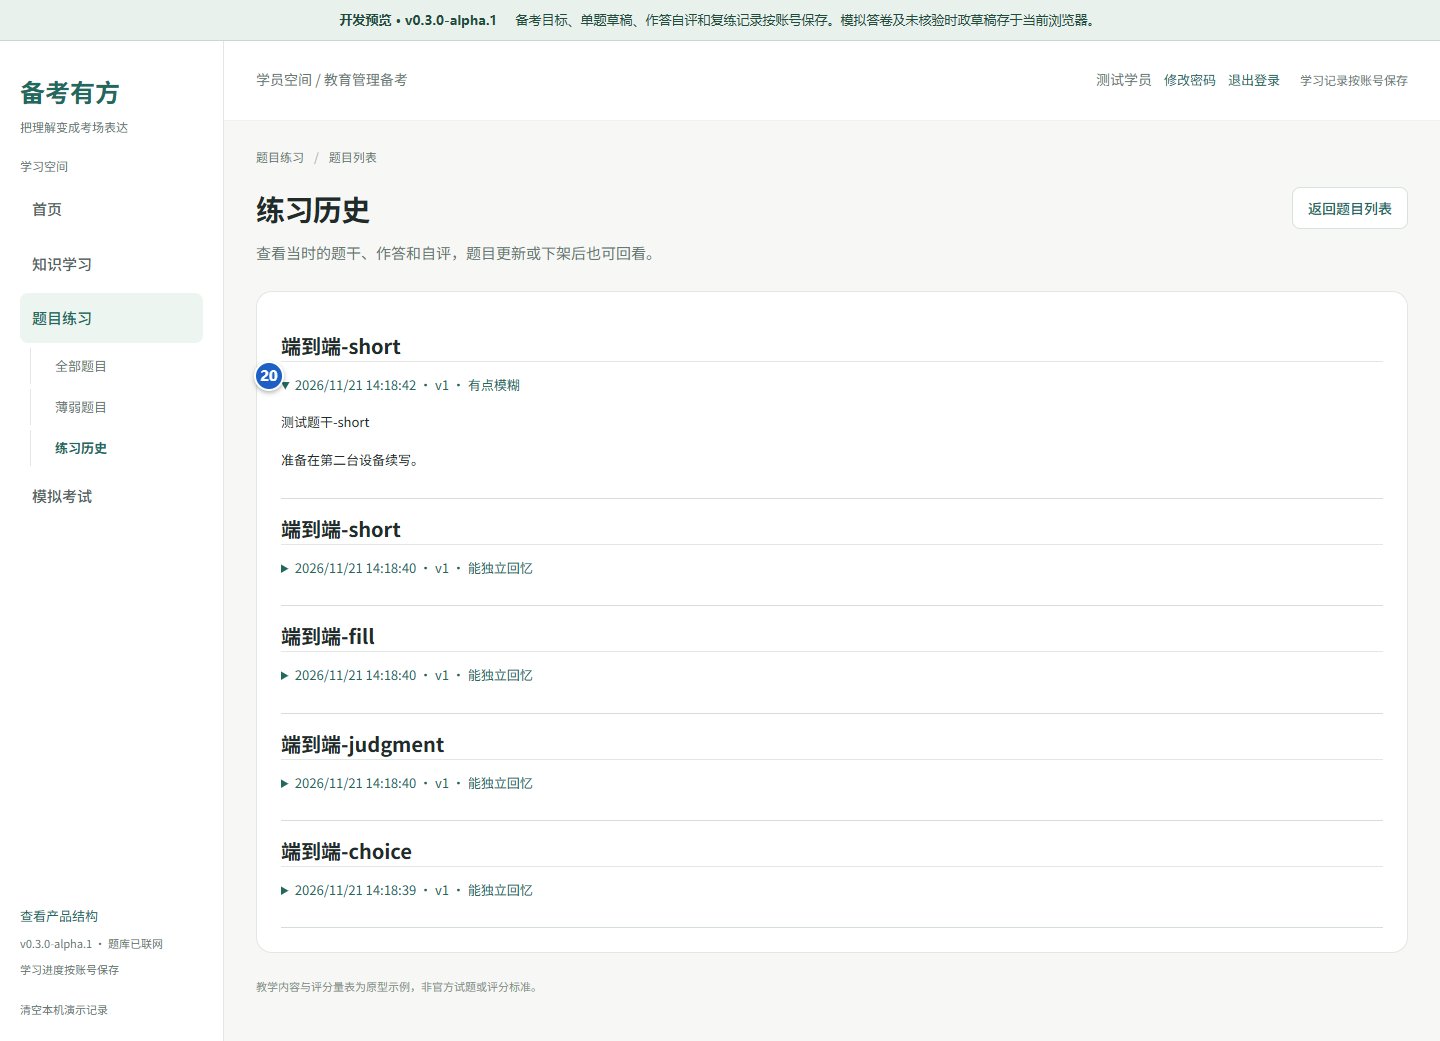 开发预览 • v0.3.0-alpha.1 备考目标、单题草稿、作答自评和复练记录按账号保存。模拟答卷及未核验时政草稿存于当前浏览器。
备考有方
把理解变成考场表达
学习空间
首页
知识学习
题目练习
全部题目
薄弱题目
练习历史
模拟考试
查看产品结构
v0.3.0-alpha.1 · 题库已联网
学习进度按账号保存
清空本机演示记录
学员空间 / 教育管理备考
测试学员 修改密码 退出登录 学习记录按账号保存
题目练习 / 题目列表
练习历史
返回题目列表
查看当时的题干、作答和自评，题目更新或下架后也可回看。
端到端-short
20
▼ 2026/11/21 14:18:42 · v1 · 有点模糊
测试题干-short
准备在第二台设备续写。
端到端-short
▶ 2026/11/21 14:18:40 · v1 · 能独立回忆
端到端-fill
▶ 2026/11/21 14:18:40 · v1 · 能独立回忆
端到端-judgment
▶ 2026/11/21 14:18:40 · v1 · 能独立回忆
端到端-choice
▶ 2026/11/21 14:18:39 · v1 · 能独立回忆
教学内容与评分量表为原型示例，非官方试题或评分标准。